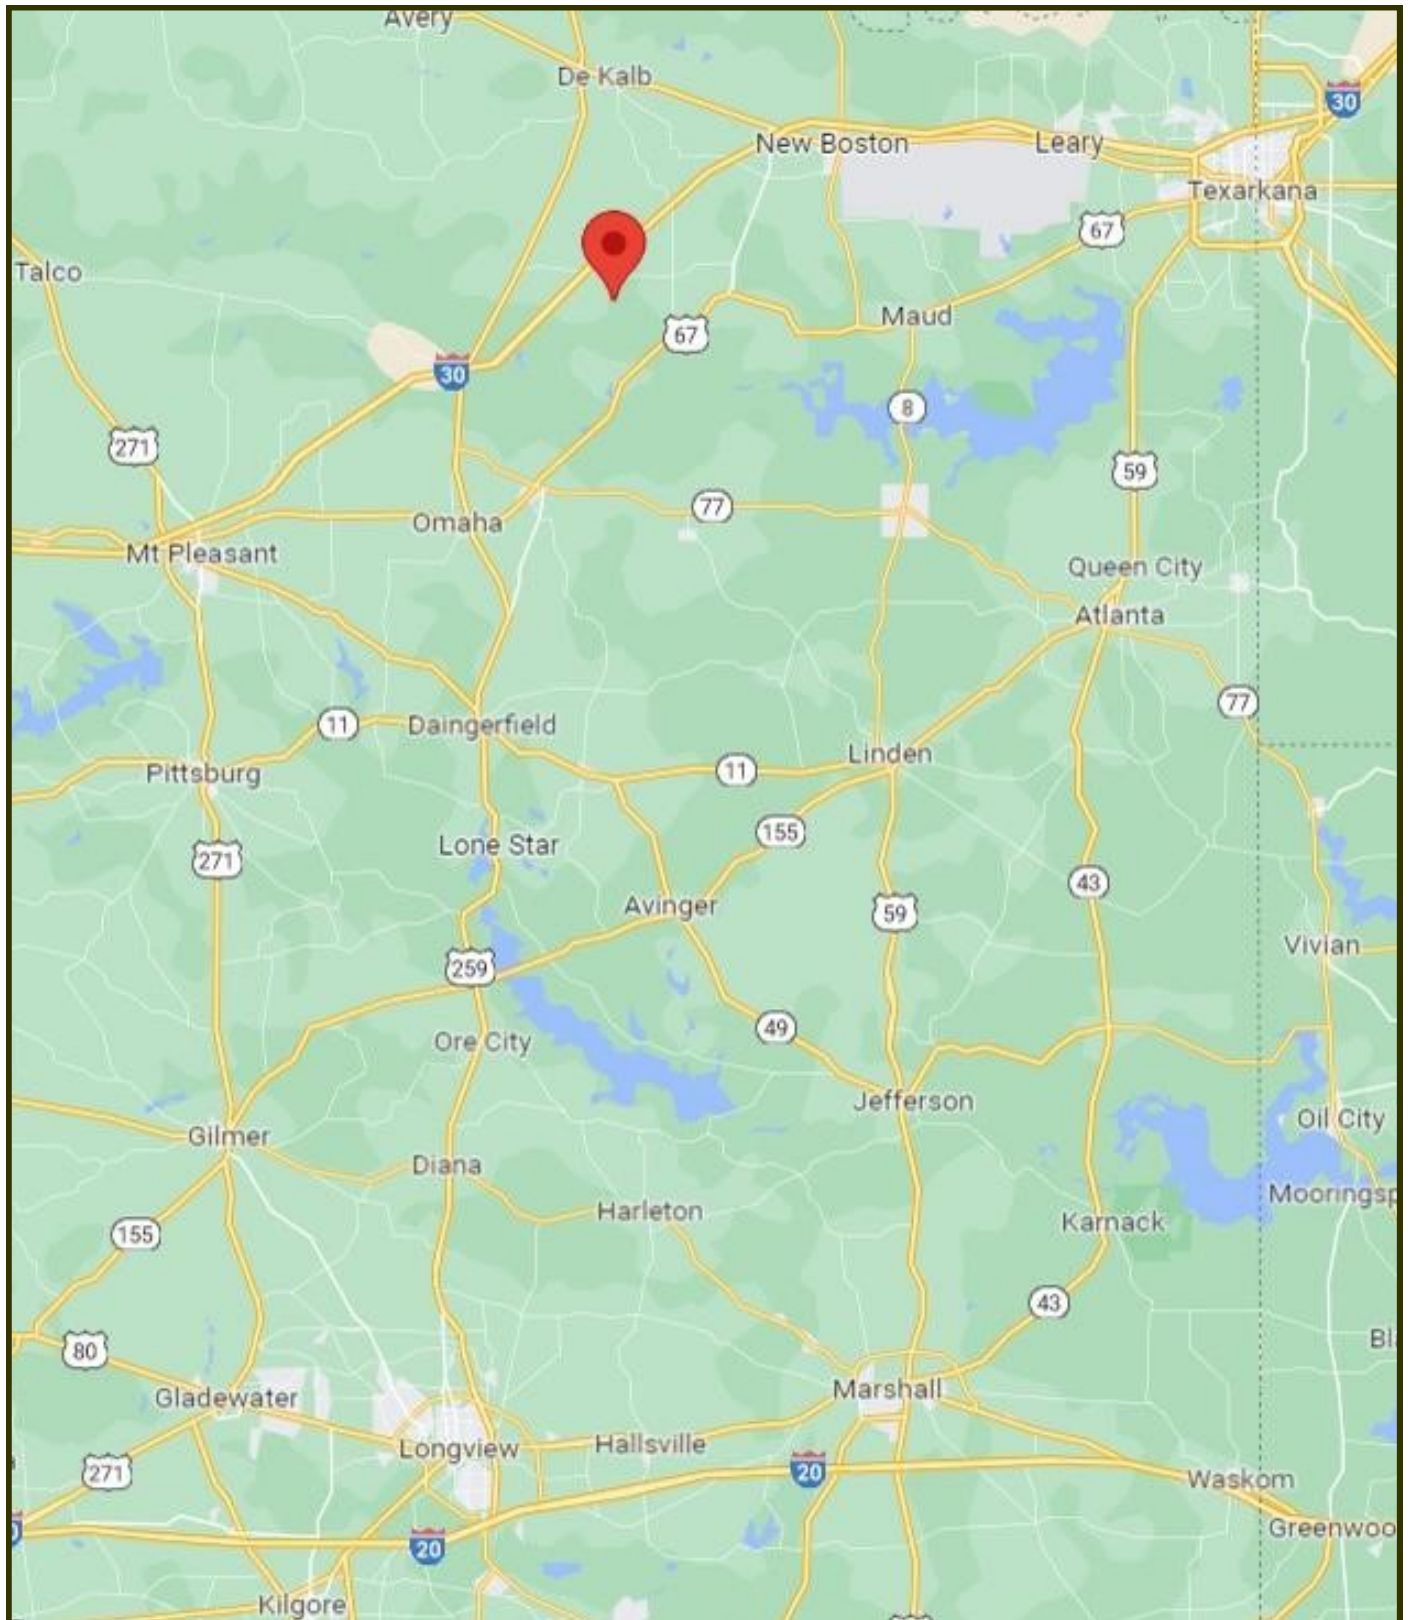 Avery
De Kalb
30
New Boston
Leary
Texarkana
67
Talco
67
Maud
30
8
271
59
77
Omaha
Mt Pleasant
Queen City
Atlanta
77
11
Daingerfield
Linden
11
Pittsburg
155
Lone Star
271
43
Avinger
59
Vivian
259
49
Ore City
Jefferson
Oil City
Gilmer
Diana
Mooringsp
Harleton
Karnack
155
43
80
Bla
Marshall
Gladewater
Longview
Hallsville
271
20
Waskom
Greenwoo
20
Kilgore